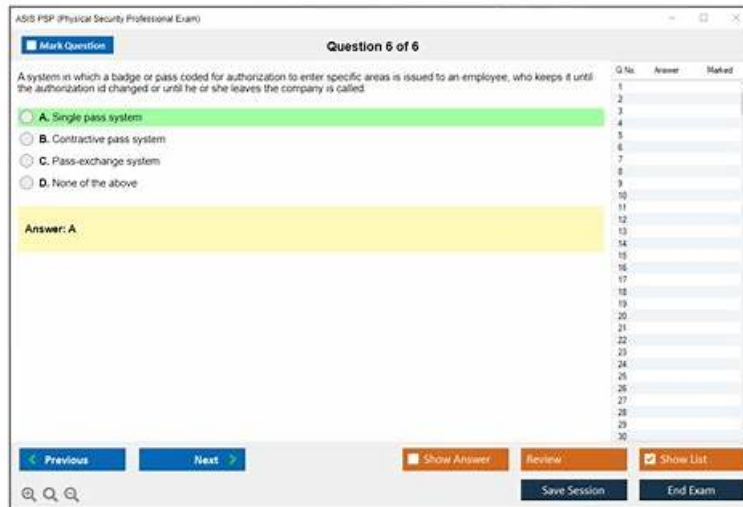 ASIS PSP (Physical Security Professional Exam)
Mark Question
Question 6 of 6
A system in which a badge or pass coded for authorization to enter specific areas is issued to an employee, who keeps it until
the authorization id changed or until he or she leaves the company is called
A. Single pass system
B. Contractive pass system
C. Pass-exchange system
D. None of the above
Answer: A
Q No. Answer Marked
1
2
3
4
5
6
7
8
9
10
11
12
13
14
15
16
17
18
19
20
21
22
23
24
25
26
27
28
29
30
Previous
Next
Show Answer
Review
Show List
Save Session
End Exam